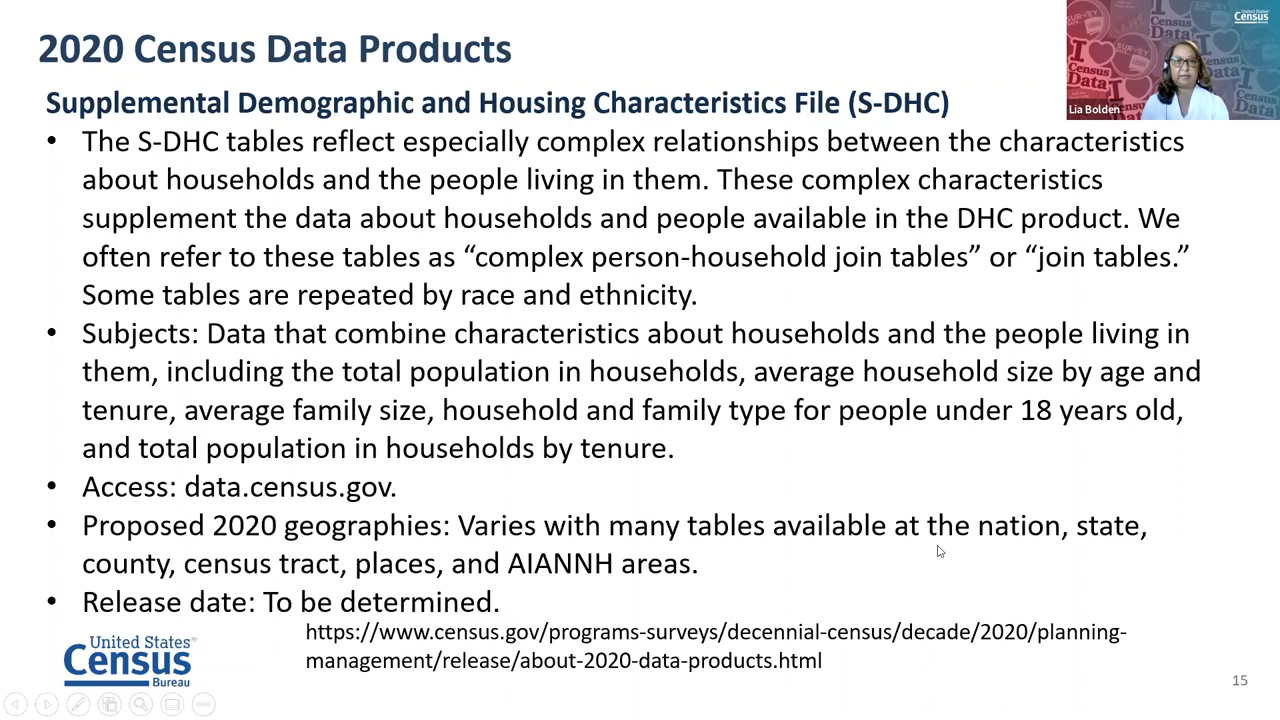 2020 Census Data Products
United States
Census
Bureau
I
Census
Data
SURVEY
Lia Bolden
Supplemental Demographic and Housing Characteristics File (S-DHC)
• The S-DHC tables reflect especially complex relationships between the characteristics
about households and the people living in them. These complex characteristics
supplement the data about households and people available in the DHC product. We
often refer to these tables as “complex person-household join tables” or “join tables.”
Some tables are repeated by race and ethnicity.
• Subjects: Data that combine characteristics about households and the people living in
them, including the total population in households, average household size by age and
tenure, average family size, household and family type for people under 18 years old,
and total population in households by tenure.
• Access: data.census.gov.
• Proposed 2020 geographies: Varies with many tables available at the nation, state,
county, census tract, places, and AIANNH areas.
• Release date: To be determined.
https://www.census.gov/programs-surveys/decennial-census/decade/2020/planning-
management/release/about-2020-data-products.html
United States®
Census
Bureau
15